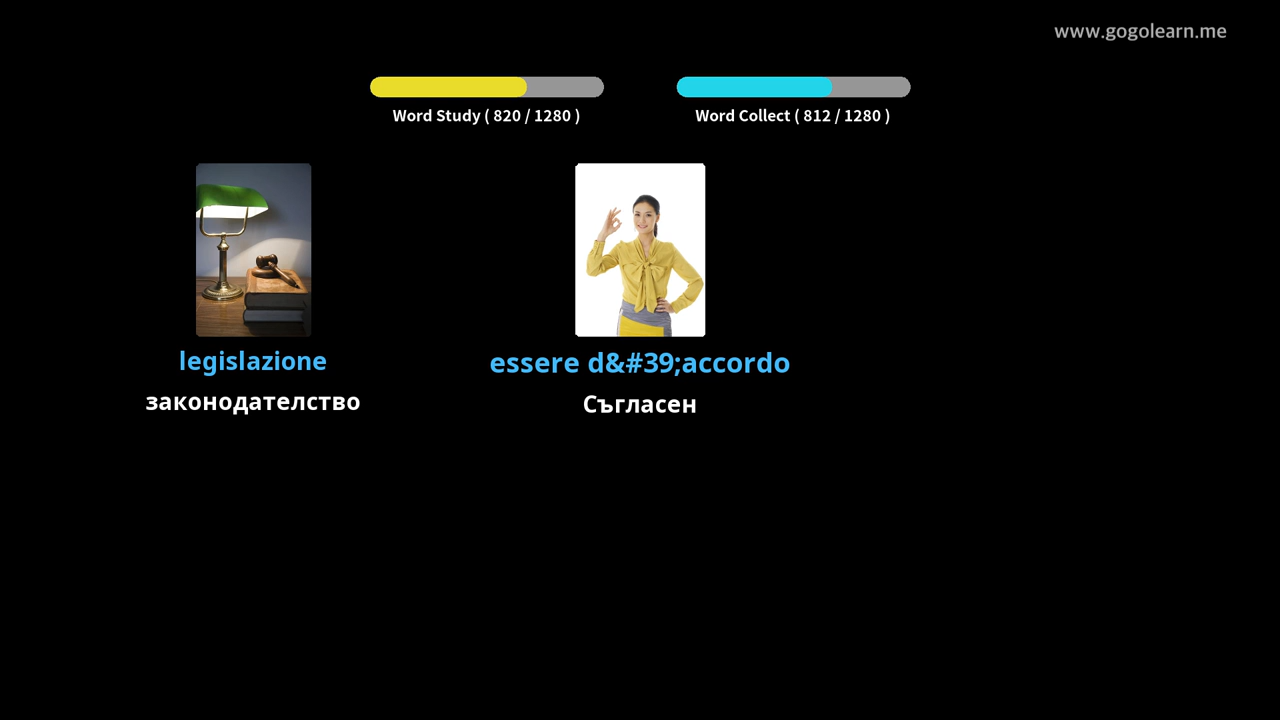 www.gogolearn.me
Word Study ( 820 / 1280 )
Word Collect ( 812 / 1280 )
legislazione
законодателство
essere d&#39;accordo
Съгласен